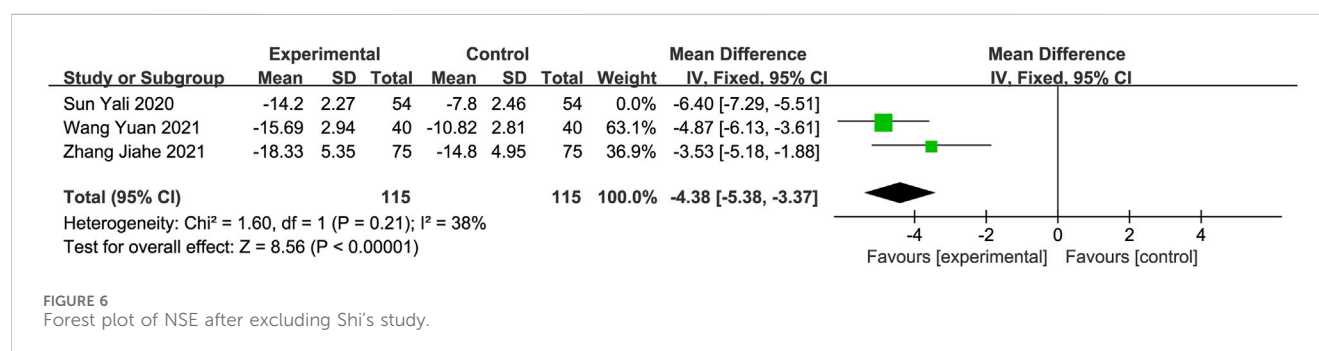 Experimental Control Mean Difference Mean Difference
Study or Subgroup Mean SD Total Mean SD Total Weight IV, Fixed, 95% CI IV, Fixed, 95% CI
Sun Yali 2020 -14.2 2.27 54 -7.8 2.46 54 0.0% -6.40 [-7.29, -5.51]
Wang Yuan 2021 -15.69 2.94 40 -10.82 2.81 40 63.1% -4.87 [-6.13, -3.61]
Zhang Jiahe 2021 -18.33 5.35 75 -14.8 4.95 75 36.9% -3.53 [-5.18, -1.88]
Total (95% CI) 115 115 100.0% -4.38 [-5.38, -3.37]
Heterogeneity: Chi² = 1.60, df = 1 (P = 0.21); I² = 38%
Test for overall effect: Z = 8.56 (P < 0.00001)
-4 -2 0 2 4
Favours [experimental] Favours [control]
FIGURE 6
Forest plot of NSE after excluding Shi's study.